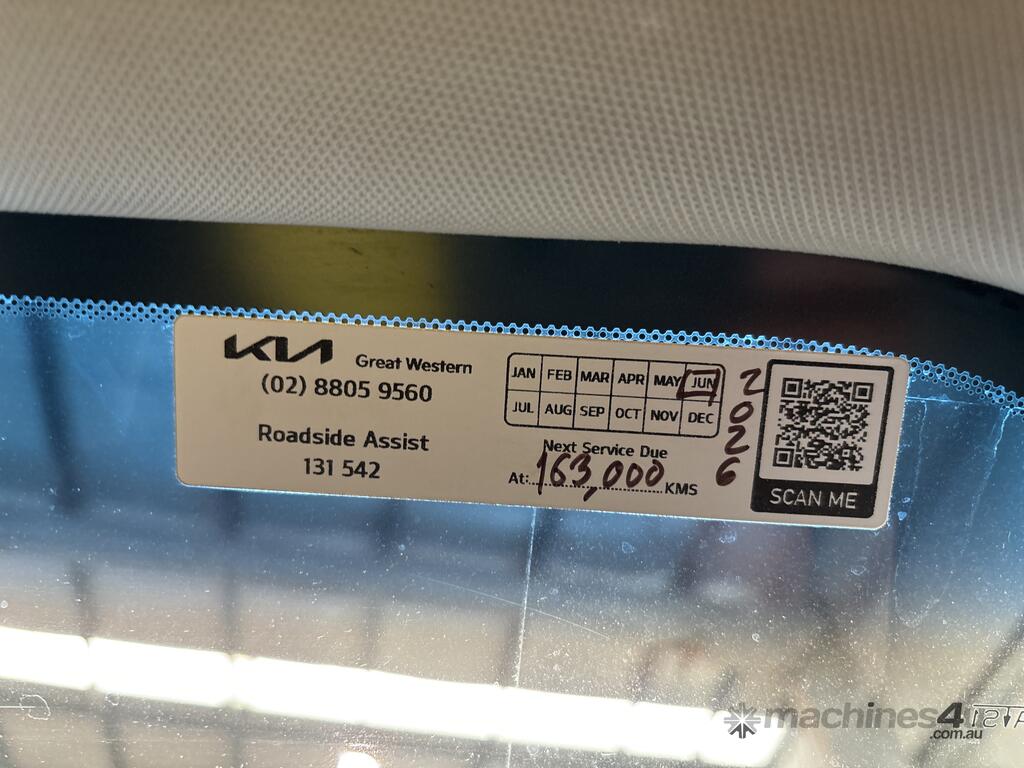 KIA Great Western
(02) 8805 9560
Roadside Assist
131 542
JAN FEB MAR APR MAY JUN
JUL AUG SEP OCT NOV DEC
2026
Next Service Due
At: 163,000 KMS
SCAN ME
machines4u
.com.au